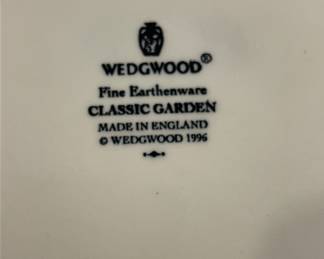 WEDGWOOD®
Fine Earthenware
CLASSIC GARDEN
MADE IN ENGLAND
© WEDGWOOD 1996